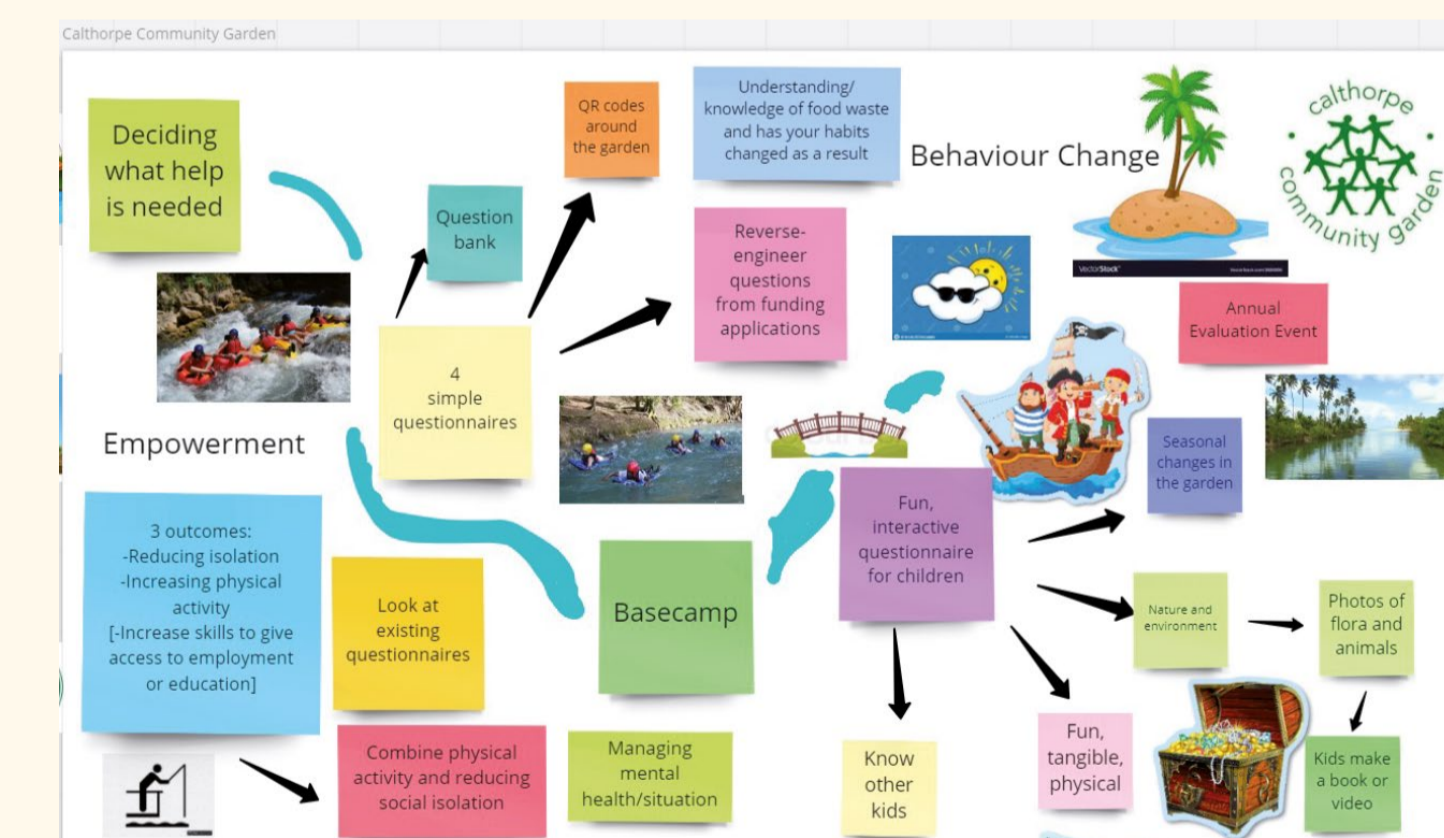 Calthorpe Community Garden
Deciding
what help
is needed
QR codes
around
the garden
Understanding/
knowledge of food waste
and has your habits
changed as a result
Behaviour Change
calthorpe
community garden
Question
bank
Reverse-
engineer
questions
from funding
applications
VectorStock
Annual
Evaluation Event
4
simple
questionnaires
Empowerment
Seasonal
changes in
the garden
Fun,
interactive
questionnaire
for children
3 outcomes:
-Reducing isolation
-Increasing physical
activity
[-Increase skills to give
access to employment
or education]
Look at
existing
questionnaires
Basecamp
Nature and
environment
Photos of
flora and
animals
Combine physical
activity and reducing
social isolation
Managing
mental
health/situation
Know
other
kids
Fun,
tangible,
physical
Kids make
a book or
video